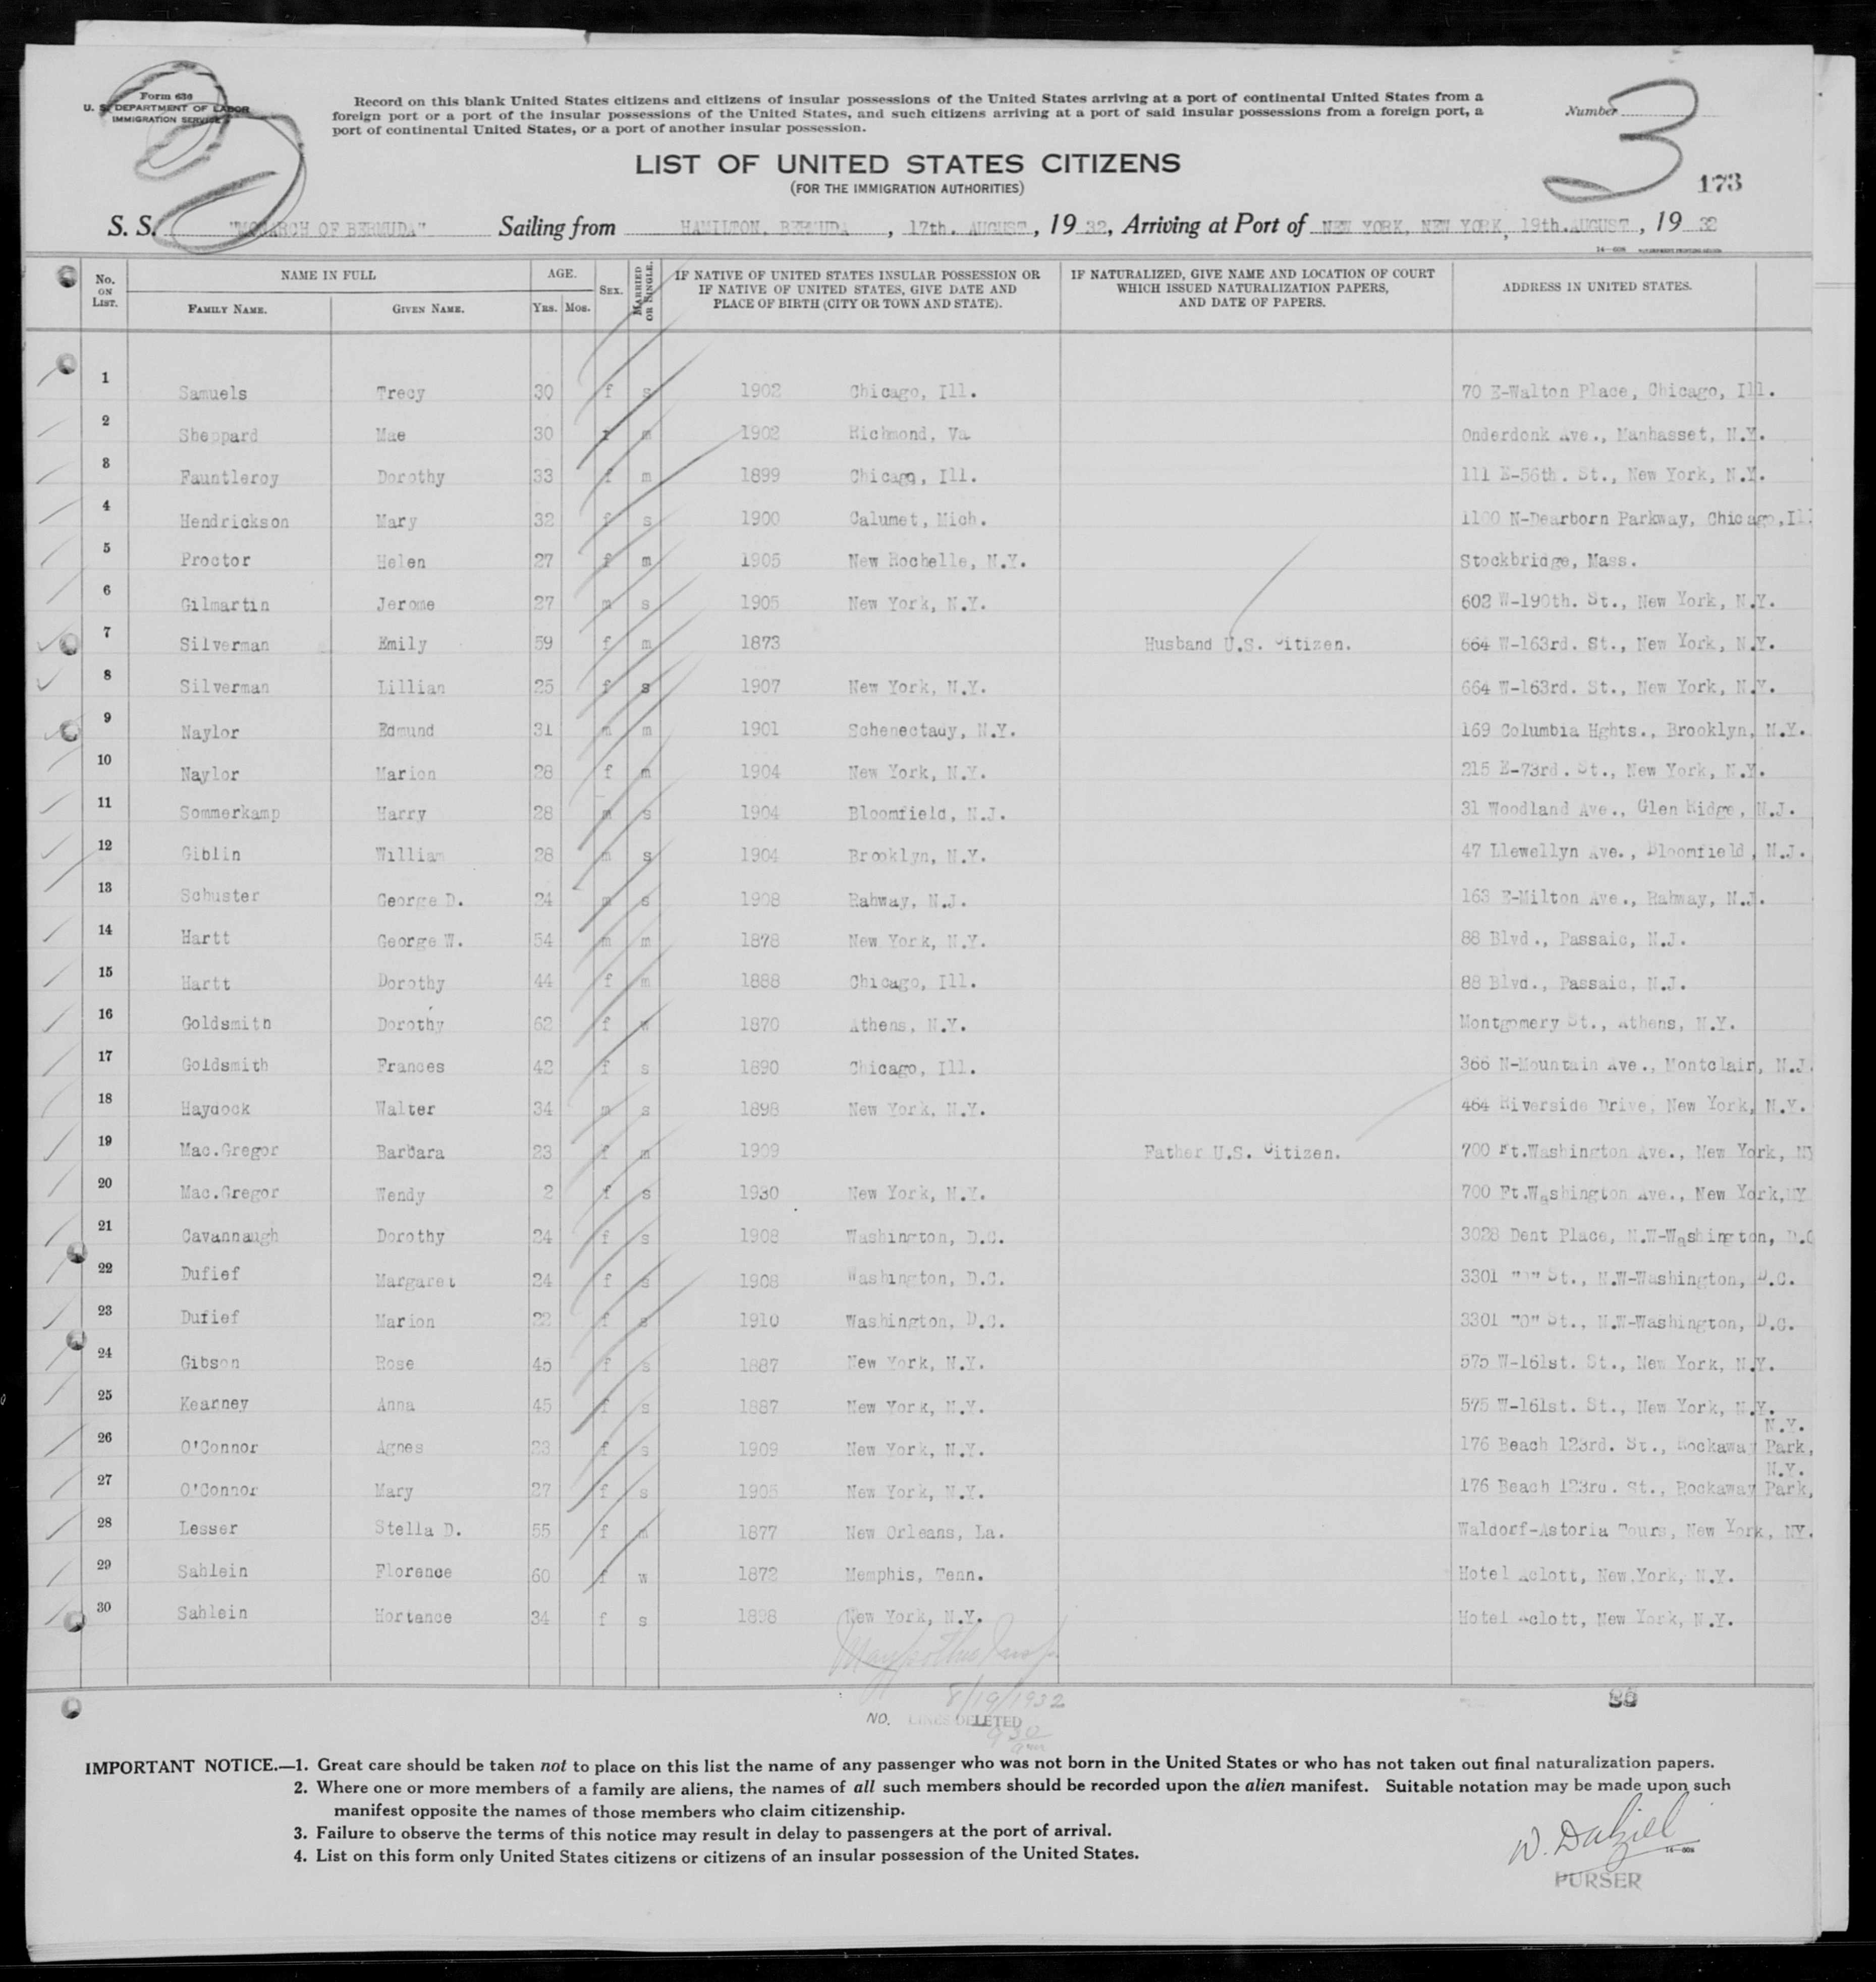 Form 630
U. S. DEPARTMENT OF LABOR
IMMIGRATION SERVICE
Record on this blank United States citizens and citizens of insular possessions of the United States arriving at a port of continental United States from a
foreign port or a port of the insular possessions of the United States, and such citizens arriving at a port of said insular possessions from a foreign port, a
port of continental United States, or a port of another insular possession.
Number 3
LIST OF UNITED STATES CITIZENS
(FOR THE IMMIGRATION AUTHORITIES)
173
S. S. "MONARCH OF BERMUDA" Sailing from HAMILTON, BERMUDA, 17th. AUGUST, 19 32, Arriving at Port of NEW YORK, NEW YORK, 19th. AUGUST, 19 32
No. ON LIST. NAME IN FULL AGE. SEX. MARRIED OR SINGLE. IF NATIVE OF UNITED STATES INSULAR POSSESSION OR IF NATIVE OF UNITED STATES, GIVE DATE AND PLACE OF BIRTH (CITY OR TOWN AND STATE). IF NATURALIZED, GIVE NAME AND LOCATION OF COURT WHICH ISSUED NATURALIZATION PAPERS, AND DATE OF PAPERS. ADDRESS IN UNITED STATES.
FAMILY NAME. GIVEN NAME. YRS. MOS.
1 Samuels Trecy 30 f s 1902 Chicago, Ill. 70 E-Walton Place, Chicago, Ill.
2 Sheppard Mae 30 f m 1902 Richmond, Va Onderdonk Ave., Manhasset, N.Y.
3 Fauntleroy Dorothy 33 f m 1899 Chicago, Ill. 111 E-56th. St., New York, N.Y.
4 Hendrickson Mary 32 f s 1900 Calumet, Mich. 1100 N-Dearborn Parkway, Chicago, Ill
5 Proctor Helen 27 f m 1905 New Rochelle, N.Y. Stockbridge, Mass.
6 Gilmartin Jerome 27 m s 1905 New York, N.Y. 602 W-190th. St., New York, N.Y.
7 Silverman Emily 59 f m 1873 Husband U.S. Citizen. 664 W-163rd. St., New York, N.Y.
8 Silverman Lillian 25 f s 1907 New York, N.Y. 664 W-163rd. St., New York, N.Y.
9 Naylor Edmund 31 m m 1901 Schenectady, N.Y. 169 Columbia Hghts., Brooklyn, N.Y.
10 Naylor Marion 28 f m 1904 New York, N.Y. 215 E-73rd. St., New York, N.Y.
11 Sommerkamp Harry 28 m s 1904 Bloomfield, N.J. 31 Woodland Ave., Glen Ridge, N.J.
12 Giblin William 28 m s 1904 Brooklyn, N.Y. 47 Llewellyn Ave., Bloomfield, N.J.
13 Schuster George D. 24 m s 1908 Rahway, N.J. 163 E-Milton Ave., Rahway, N.J.
14 Hartt George W. 54 m m 1878 New York, N.Y. 88 Blvd., Passaic, N.J.
15 Hartt Dorothy 44 f m 1888 Chicago, Ill. 88 Blvd., Passaic, N.J.
16 Goldsmith Dorothy 62 f w 1870 Athens, N.Y. Montgomery St., Athens, N.Y.
17 Goldsmith Frances 42 f s 1890 Chicago, Ill. 366 N-Mountain Ave., Montclair, N.J.
18 Haydock Walter 34 m s 1898 New York, N.Y. 464 Riverside Drive, New York, N.Y.
19 Mac.Gregor Barbara 23 f m 1909 Father U.S. Citizen. 700 Ft.Washington Ave., New York, NY
20 Mac.Gregor Wendy 2 f s 1930 New York, N.Y. 700 Ft.Washington Ave., New York, NY
21 Cavannaugh Dorothy 24 f s 1908 Washington, D.C. 3028 Dent Place, N.W-Washington, D.C
22 Dufief Margaret 24 f s 1908 Washington, D.C. 3301 "O" St., N.W-Washington, D.C.
23 Dufief Marion 22 f s 1910 Washington, D.C. 3301 "O" St., N.W-Washington, D.C.
24 Gibson Rose 45 f s 1887 New York, N.Y. 575 W-161st. St., New York, N.Y.
25 Kearney Anna 45 f s 1887 New York, N.Y. 575 W-161st. St., New York, N.Y.
26 O'Connor Agnes 23 f s 1909 New York, N.Y. 176 Beach 123rd. St., Rockaway Park, N.Y.
27 O'Connor Mary 27 f s 1905 New York, N.Y. 176 Beach 123rd. St., Rockaway Park, N.Y.
28 Lesser Stella D. 55 f m 1877 New Orleans, La. Waldorf-Astoria Tours, New York, NY.
29 Sahlein Florence 60 f w 1872 Memphis, Tenn. Hotel Aclott, New York, N.Y.
30 Sahlein Hortance 34 f s 1898 New York, N.Y. Hotel Aclott, New York, N.Y.
8/19/1932
NO. LINES DELETED
930
IMPORTANT NOTICE.—1. Great care should be taken not to place on this list the name of any passenger who was not born in the United States or who has not taken out final naturalization papers.
2. Where one or more members of a family are aliens, the names of all such members should be recorded upon the alien manifest. Suitable notation may be made upon such
manifest opposite the names of those members who claim citizenship.
3. Failure to observe the terms of this notice may result in delay to passengers at the port of arrival.
4. List on this form only United States citizens or citizens of an insular possession of the United States.
W. Dalziell
14—608
PURSER